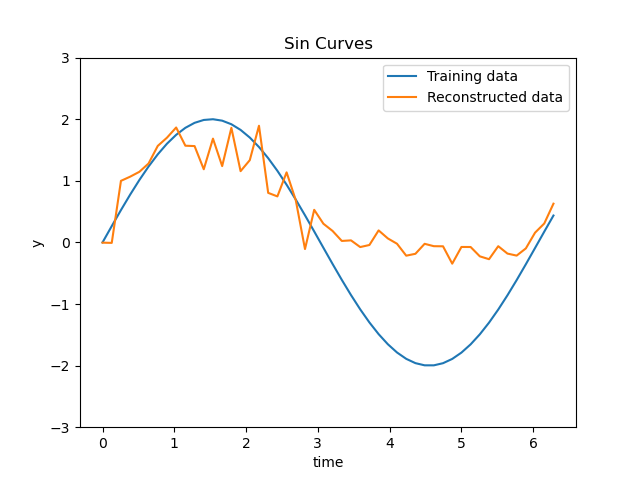 Sin Curves
Training data
Reconstructed data
3
2
1
0
−1
−2
−3
y
0
1
2
3
4
5
6
time